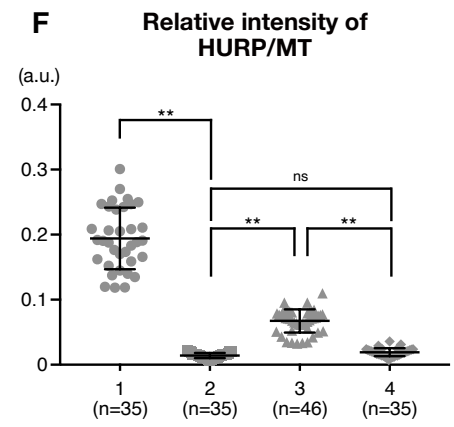 F
Relative intensity of
HURP/MT
(a.u.)
0.4
**
0.3
ns
**
**
0.2
0.1
0
1 2 3 4
(n=35) (n=35) (n=46) (n=35)